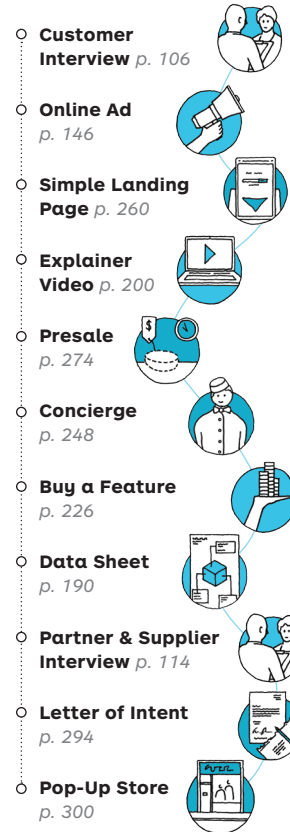 Customer
Interview p. 106
Online Ad
p. 146
Simple Landing
Page p. 260
Explainer
Video p. 200
Presale
p. 274
$
Concierge
p. 248
Buy a Feature
p. 226
Data Sheet
p. 190
Partner & Supplier
Interview p. 114
Letter of Intent
p. 294
Pop-Up Store
p. 300